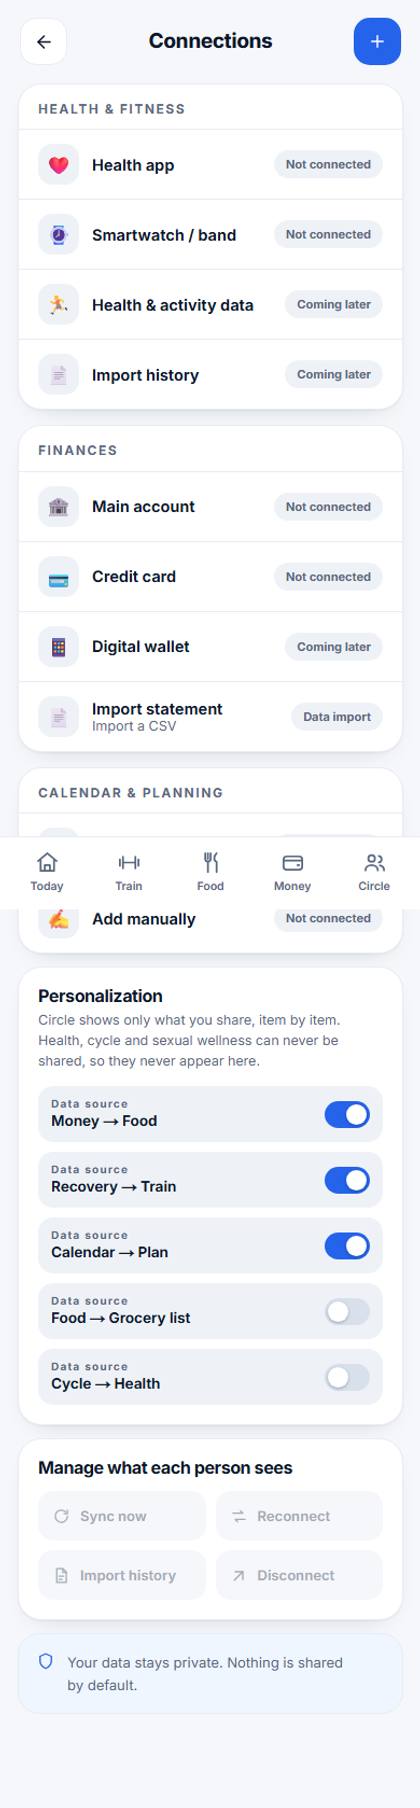 Connections
HEALTH & FITNESS
Health app
Not connected
Smartwatch / band
Not connected
Health & activity data
Coming later
Import history
Coming later
FINANCES
Main account
Not connected
Credit card
Not connected
Digital wallet
Coming later
Import statement
Import a CSV
Data import
CALENDAR & PLANNING
Today
Train
Food
Money
Circle
Add manually
Not connected
Personalization
Circle shows only what you share, item by item.
Health, cycle and sexual wellness can never be
shared, so they never appear here.
Data source
Money → Food
Data source
Recovery → Train
Data source
Calendar → Plan
Data source
Food → Grocery list
Data source
Cycle → Health
Manage what each person sees
Sync now
Reconnect
Import history
Disconnect
Your data stays private. Nothing is shared
by default.